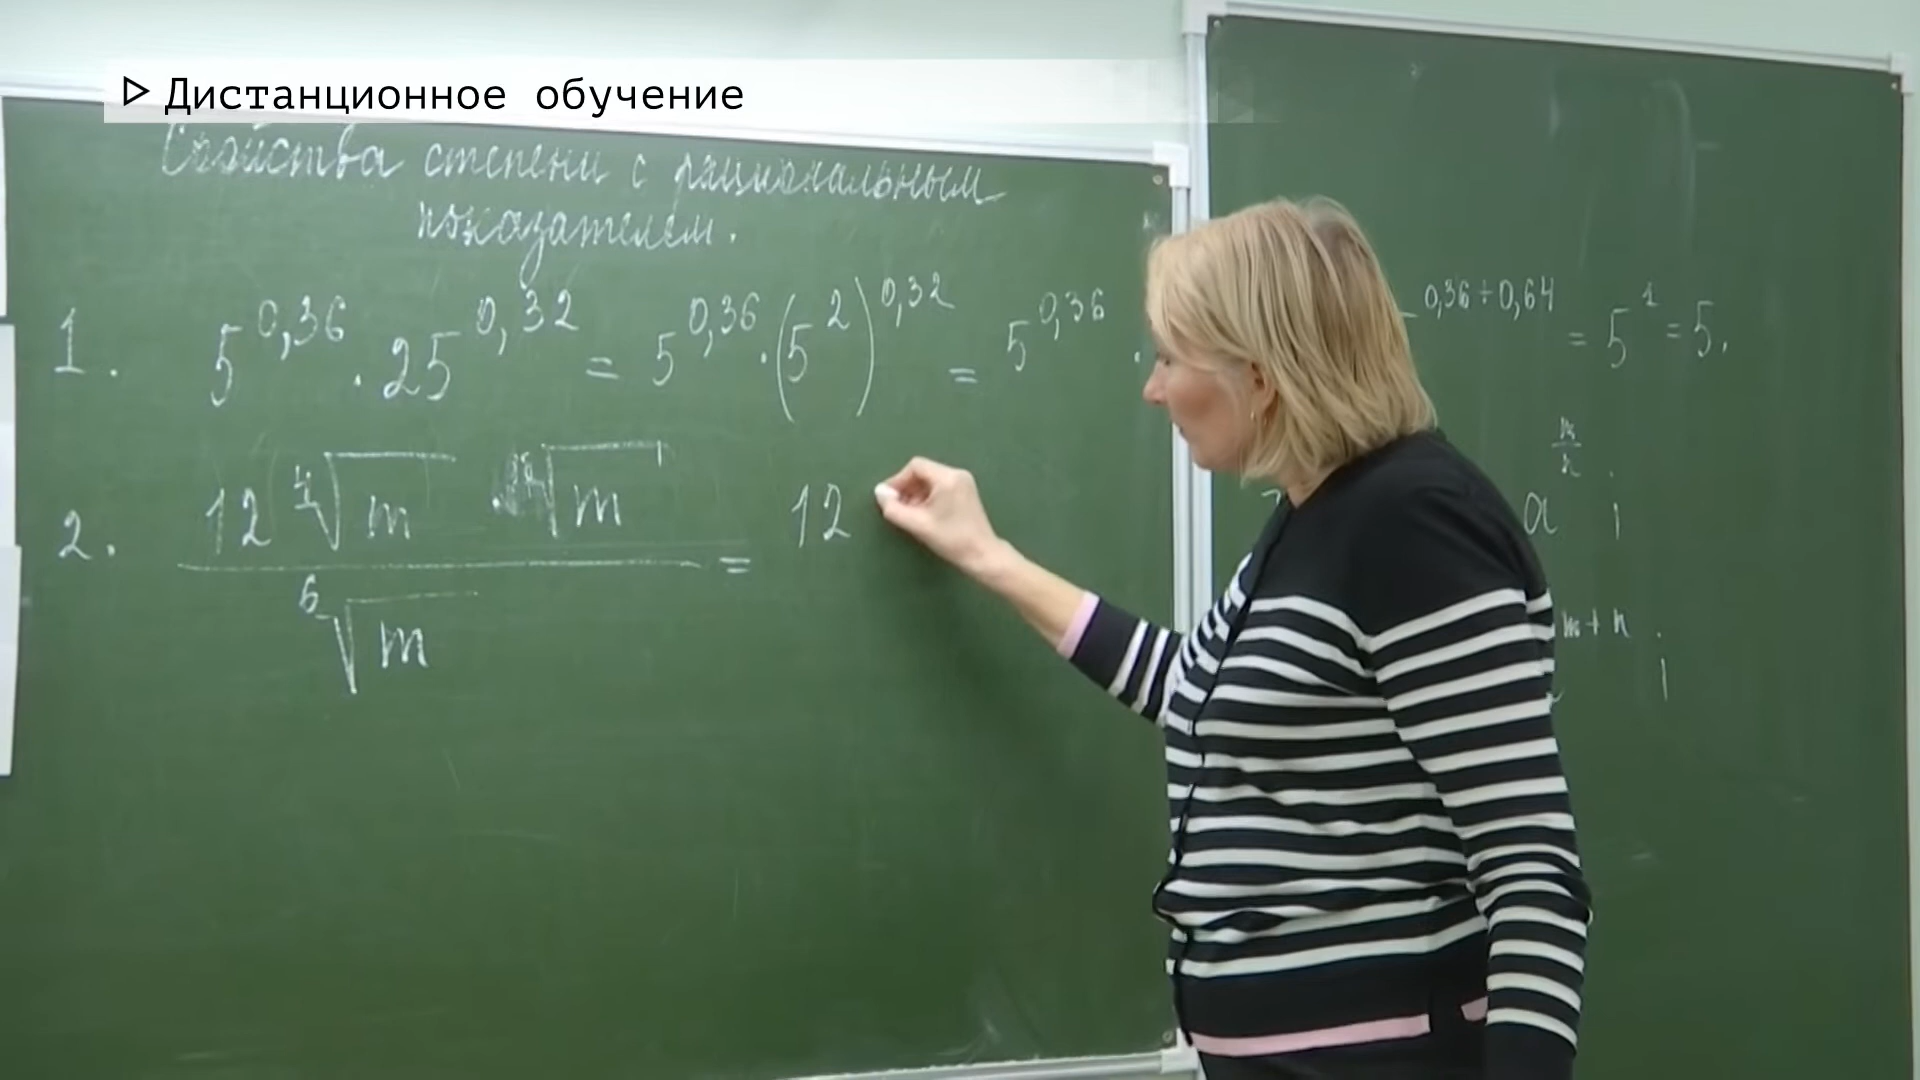 Дистанционное обучение
Свойства степени с рациональным
показателем.
1. 5^0,36 · 25^0,32 = 5^0,36 · (5^2)^0,32 = 5^0,36 · 0,36+0,64 = 5^1 = 5,
2. 12 ∜m · √m = 12
⁶√m
a^m/n ;
m+n ;